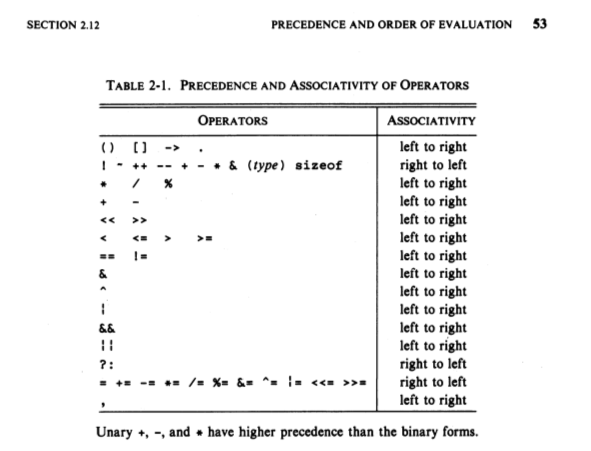 SECTION 2.12 PRECEDENCE AND ORDER OF EVALUATION 53
TABLE 2-1. PRECEDENCE AND ASSOCIATIVITY OF OPERATORS
OPERATORS ASSOCIATIVITY
() [] -> . left to right
! ~ ++ -- + - * & (type) sizeof right to left
* / % left to right
+ - left to right
<< >> left to right
< <= > >= left to right
== != left to right
& left to right
^ left to right
| left to right
&& left to right
|| left to right
?: right to left
= += -= *= /= %= &= ^= |= <<= >>= right to left
, left to right
Unary +, -, and * have higher precedence than the binary forms.